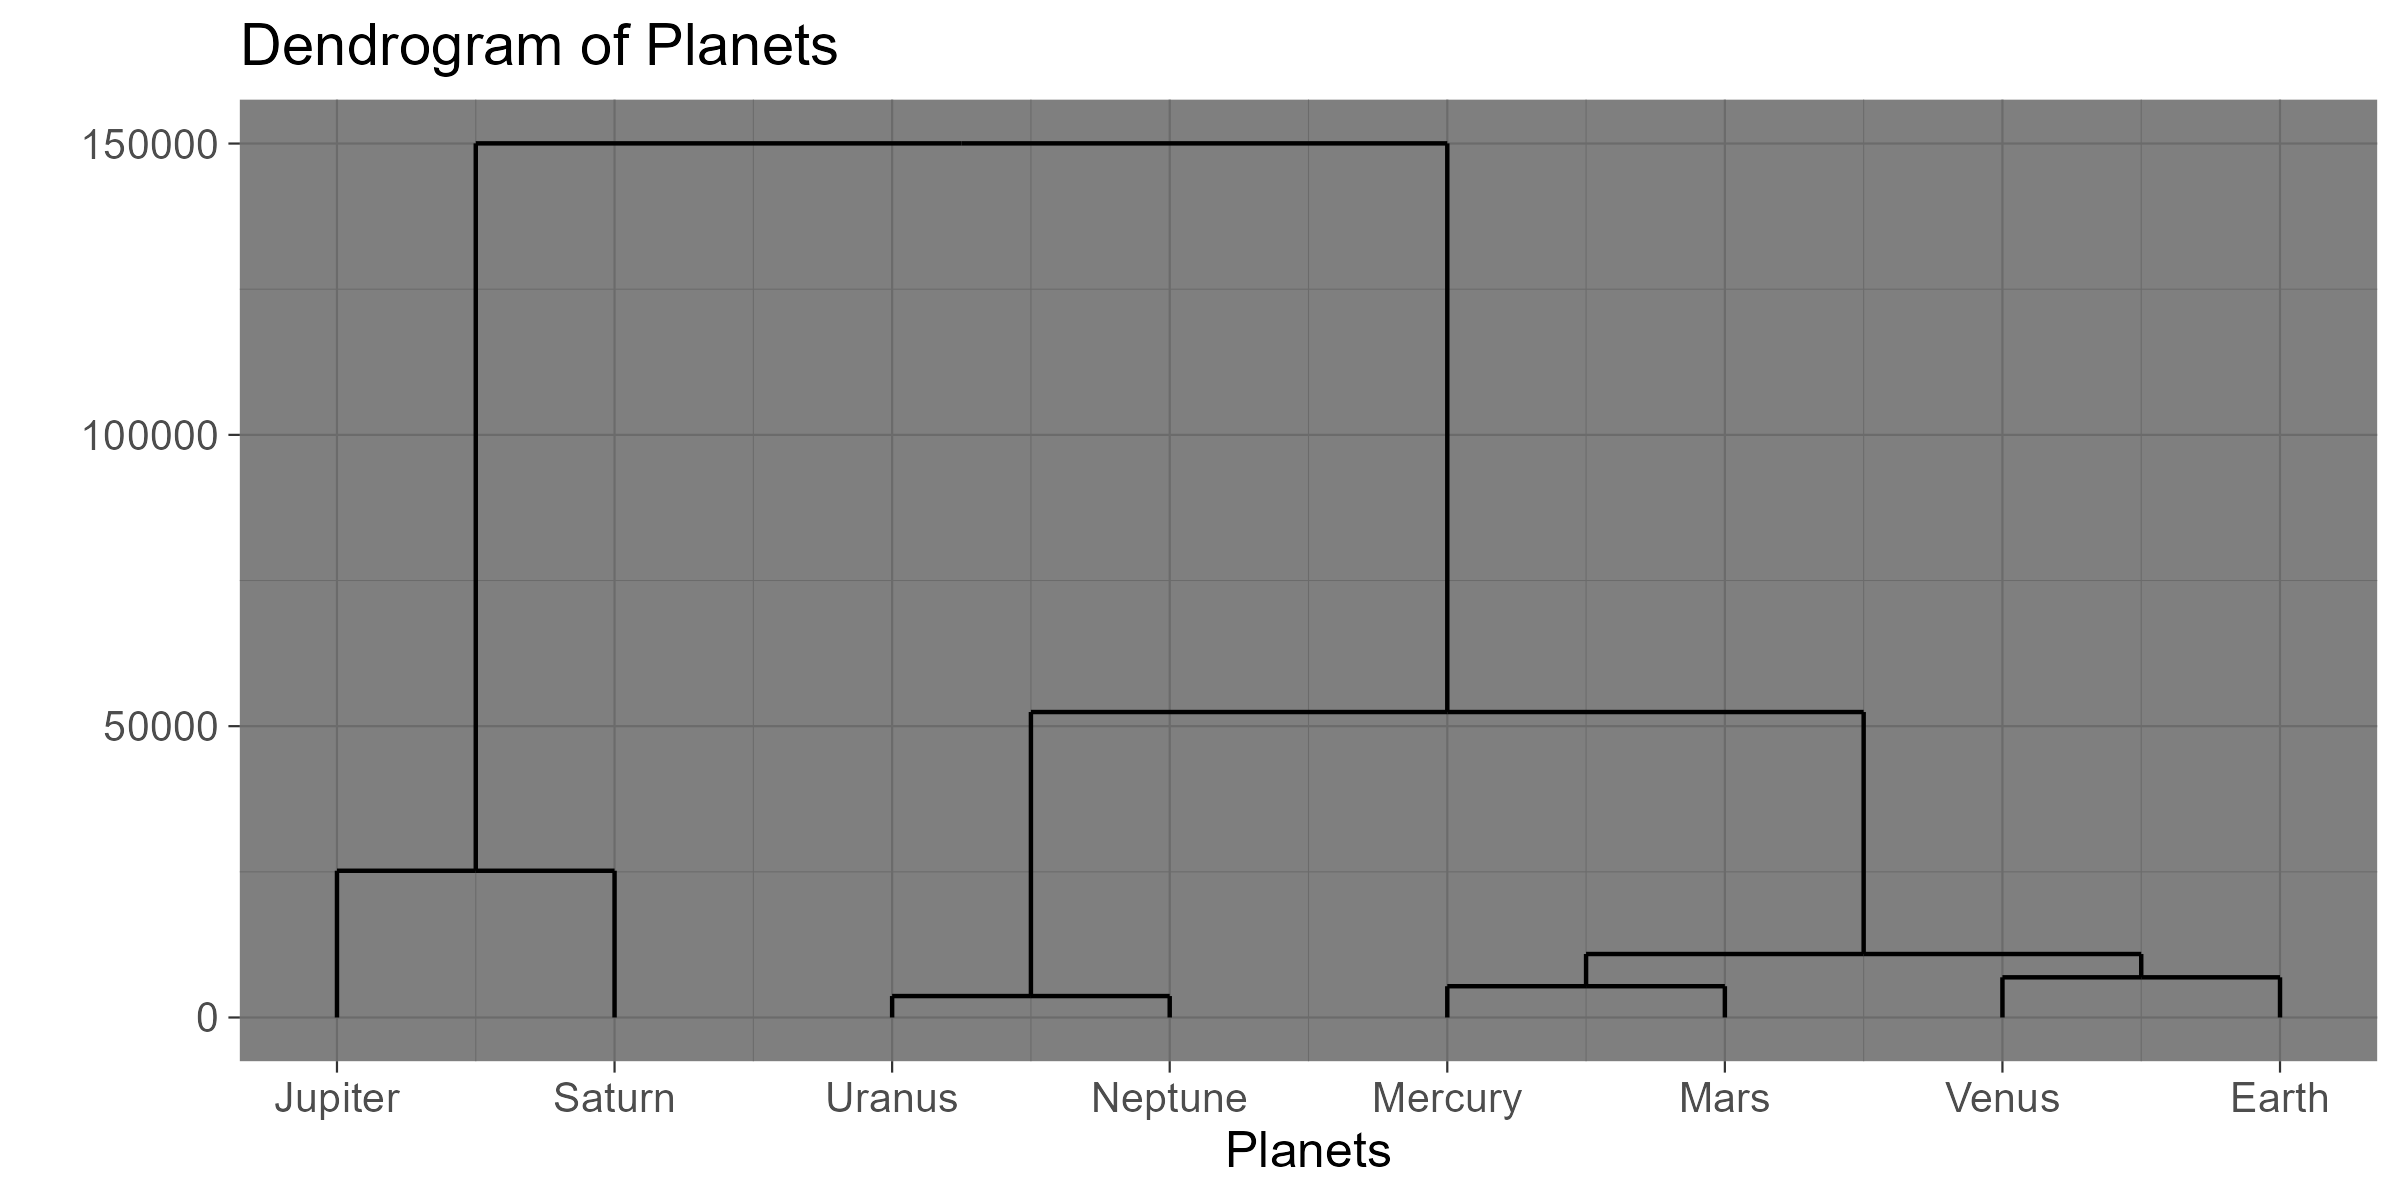 Dendrogram of Planets
150000
100000
50000
0
Jupiter Saturn Uranus Neptune Mercury Mars Venus Earth
Planets